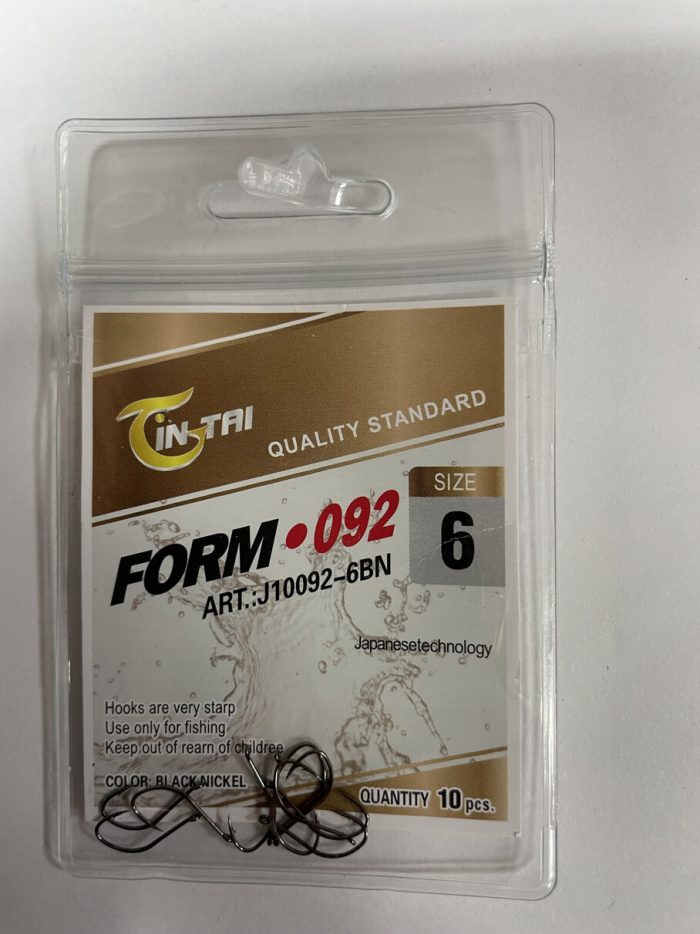 TIN-TAI
QUALITY STANDARD
SIZE
6
FORM•092
ART.:J10092-6BN
Japanesetechnology
Hooks are very starp
Use only for fishing
Keep out of rearn of childree
COLOR: BLACK NICKEL
QUANTITY 10 pcs.